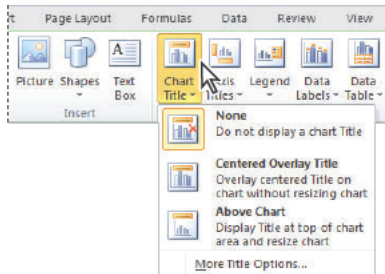 Page Layout Formulas Data Review View
Picture Shapes Text Box Chart Title Axis Titles Legend Data Labels Data Table
Insert
None
Do not display a chart Title
Centered Overlay Title
Overlay centered Title on
chart without resizing chart
Above Chart
Display Title at top of chart
area and resize chart
More Title Options...